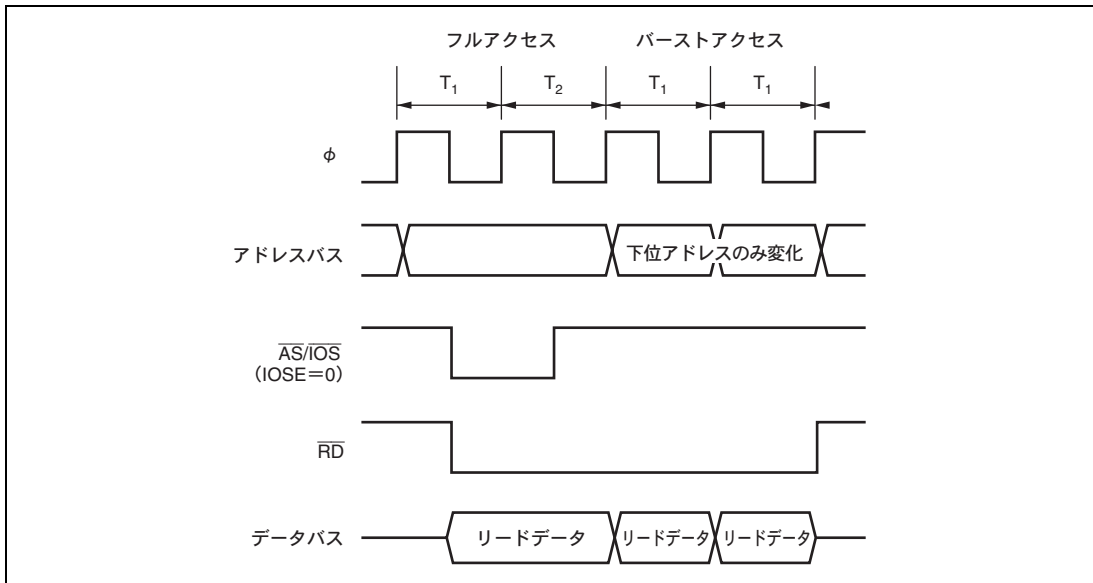 フルアクセス バーストアクセス
T₁ T₂ T₁ T₁
φ
アドレスバス 下位アドレスのみ変化
A̅S̅/I̅O̅S̅
(IOSE=0)
R̅D̅
データバス リードデータ リードデータ リードデータ